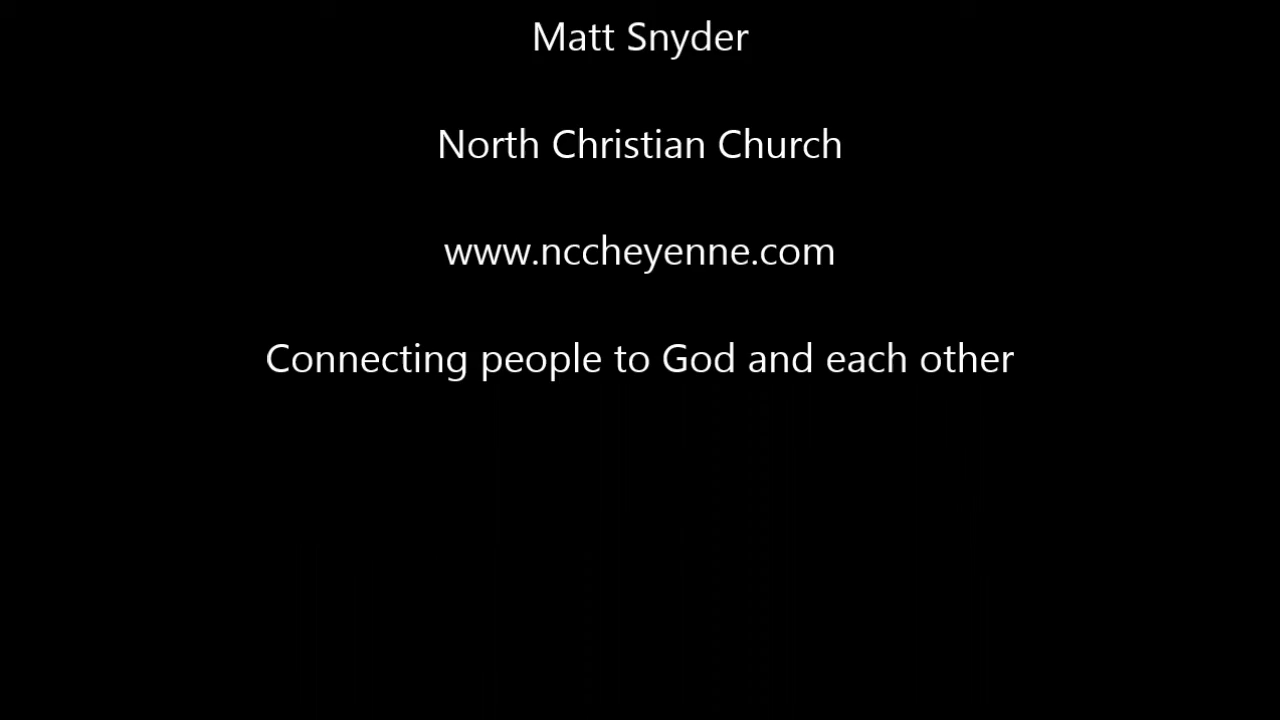 Matt Snyder
North Christian Church
www.nccheyenne.com
Connecting people to God and each other